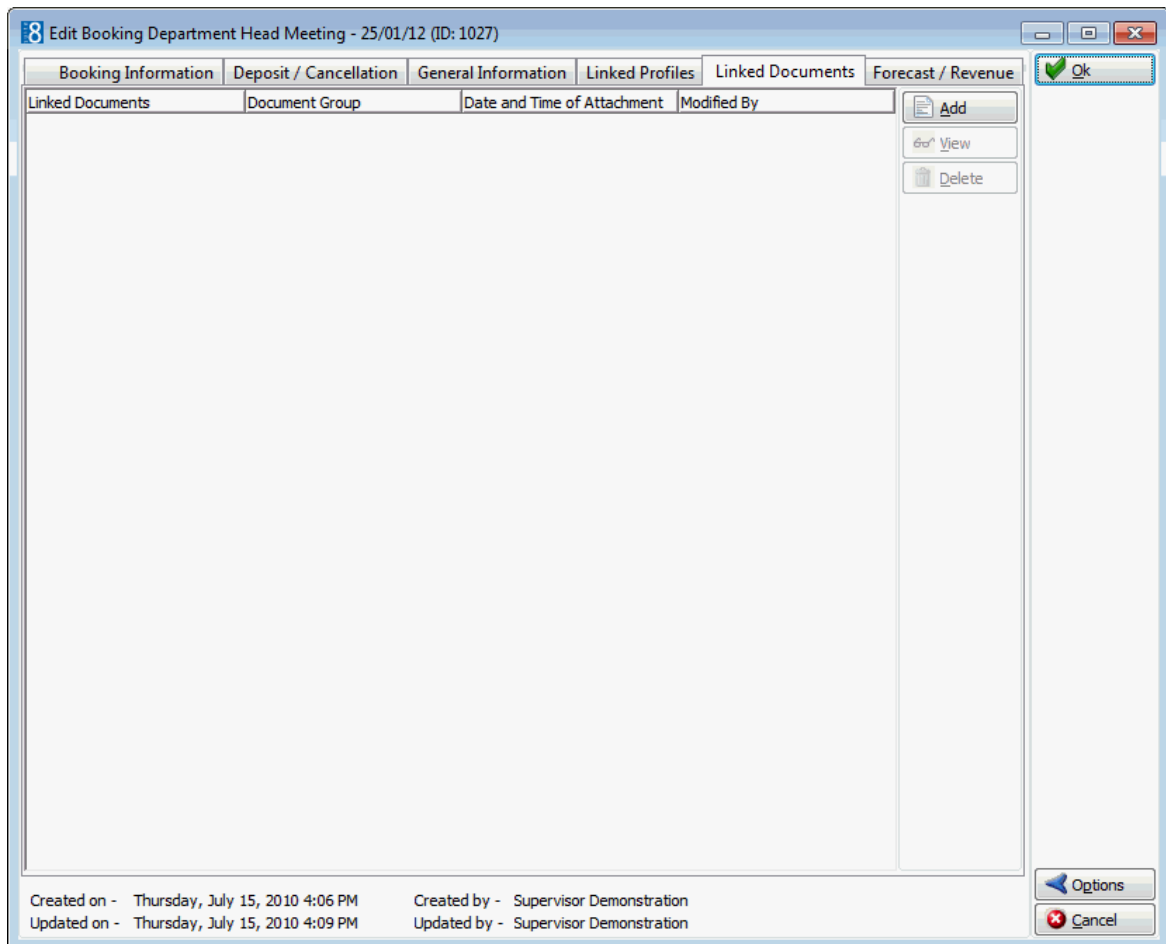 8 Edit Booking Department Head Meeting - 25/01/12 (ID: 1027)
Booking Information Deposit / Cancellation General Information Linked Profiles Linked Documents Forecast / Revenue Ok
Linked Documents Document Group Date and Time of Attachment Modified By
Add
View
Delete
Options
Created on - Thursday, July 15, 2010 4:06 PM Created by - Supervisor Demonstration
Updated on - Thursday, July 15, 2010 4:09 PM Updated by - Supervisor Demonstration
Cancel